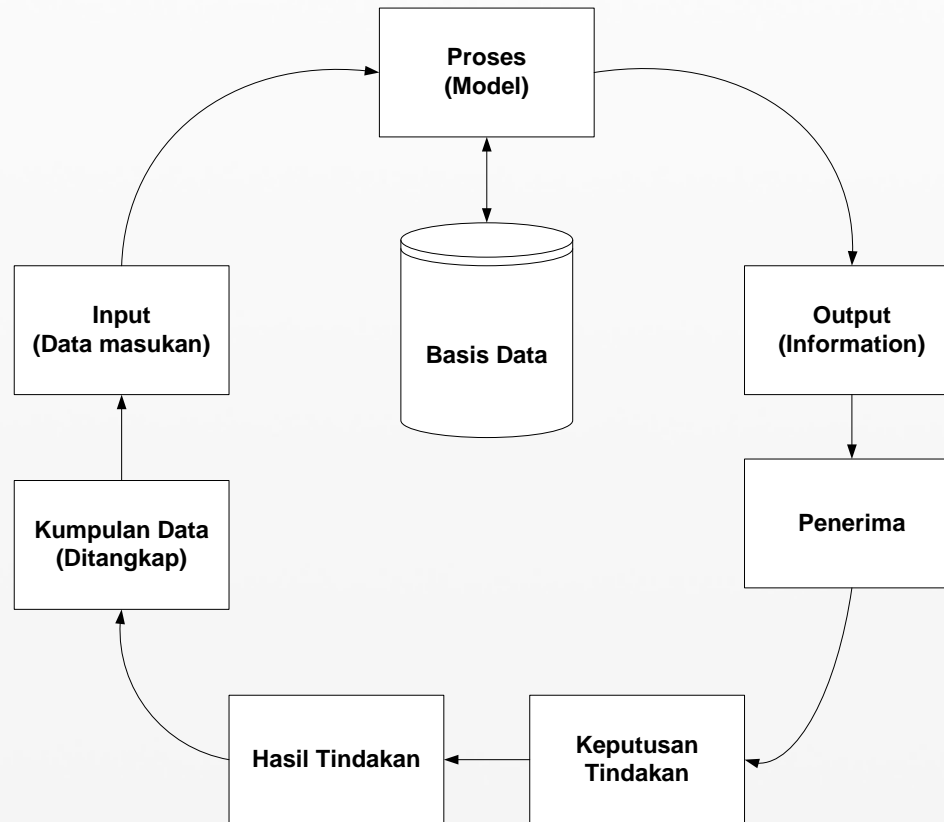 Proses
(Model)
Input
(Data masukan)
Basis Data
Output
(Information)
Kumpulan Data
(Ditangkap)
Penerima
Hasil Tindakan
Keputusan
Tindakan